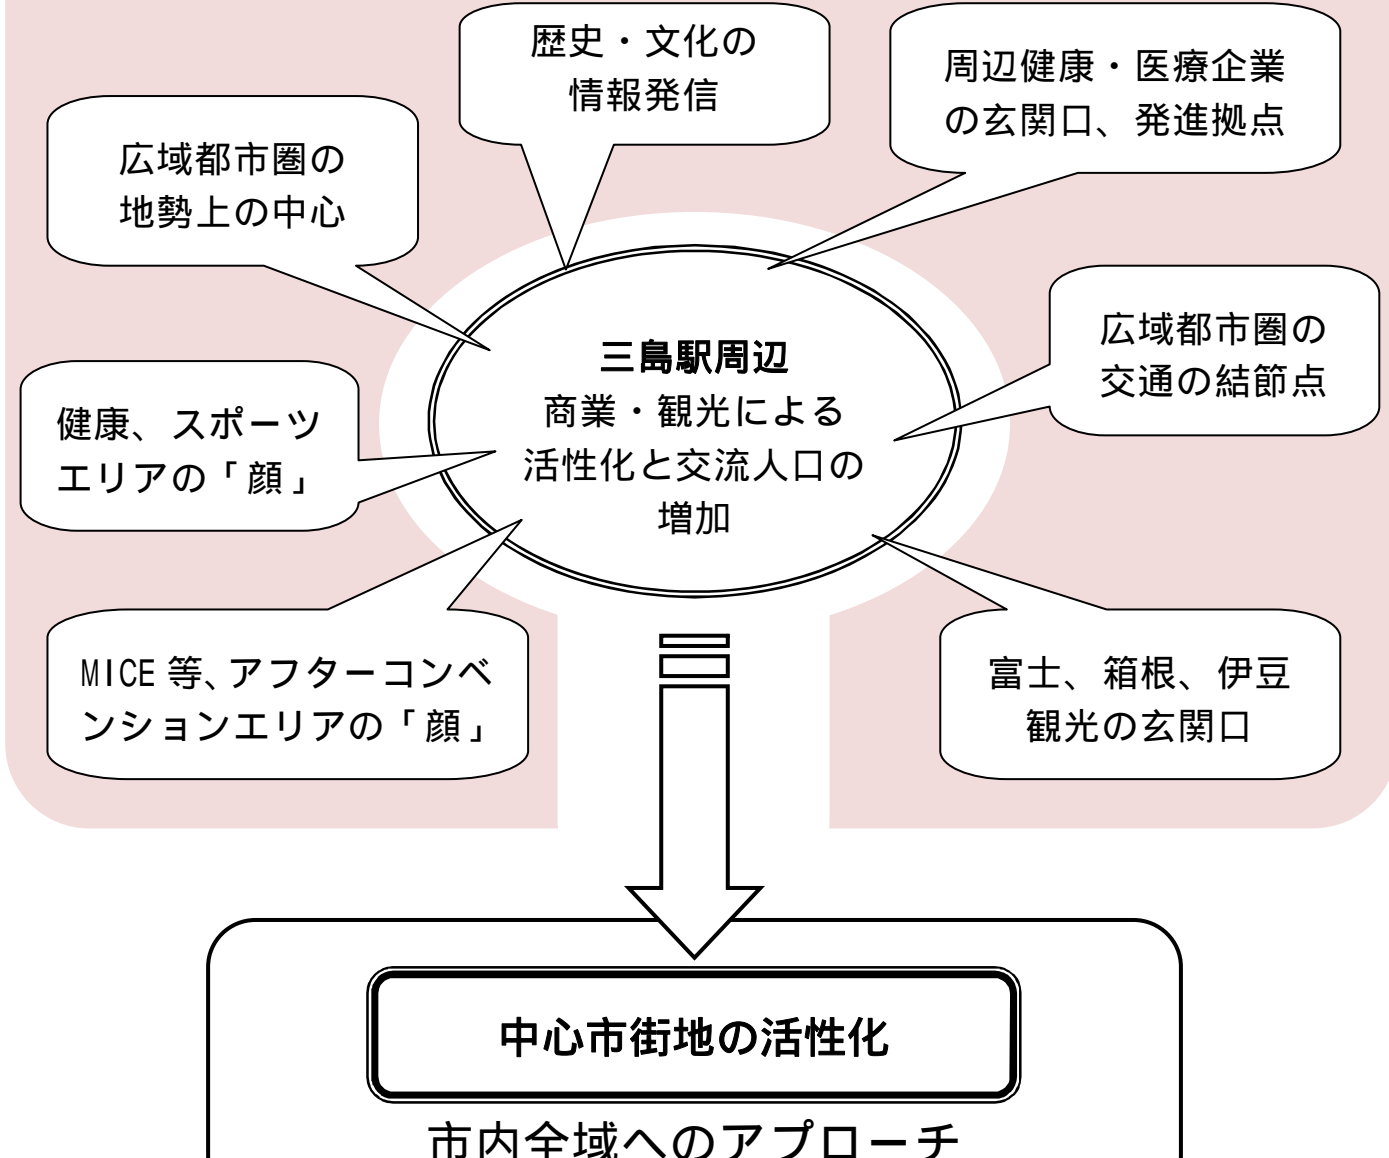 歴史・文化の
情報発信
周辺健康・医療企業
の玄関口、発進拠点
広域都市圏の
地勢上の中心
広域都市圏の
交通の結節点
三島駅周辺
商業・観光による
活性化と交流人口の
増加
健康、スポーツ
エリアの「顔」
MICE 等、アフターコンベ
ンションエリアの「顔」
富士、箱根、伊豆
観光の玄関口
中心市街地の活性化
市内全域へのアプローチ